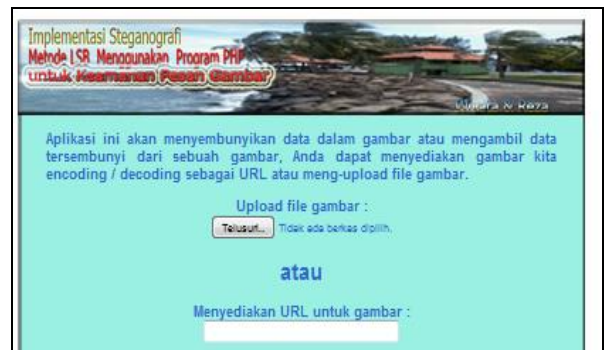 Implementasi Steganografi
Metode LSB Menggunakan Program PHP
untuk Keamanan Pesan Gambar
& Reza
Aplikasi ini akan menyembunyikan data dalam gambar atau mengambil data
tersembunyi dari sebuah gambar, Anda dapat menyediakan gambar kita
encoding / decoding sebagai URL atau meng-upload file gambar.
Upload file gambar :
Telusuri... Tidak ada berkas dipilih.
atau
Menyediakan URL untuk gambar :